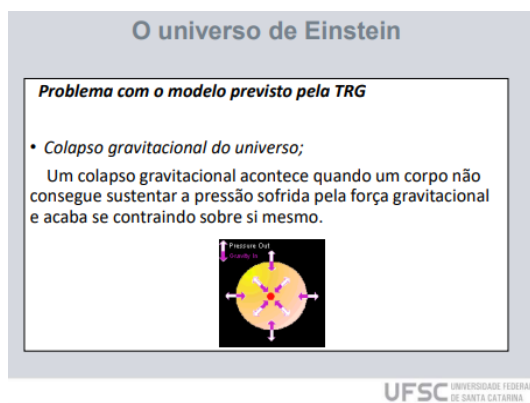 O universo de Einstein
Problema com o modelo previsto pela TRG
• Colapso gravitacional do universo;
Um colapso gravitacional acontece quando um corpo não
consegue sustentar a pressão sofrida pela força gravitacional
e acaba se contraindo sobre si mesmo.
Pressure Out
Gravity In
UFSC UNIVERSIDADE FEDERAL
DE SANTA CATARINA